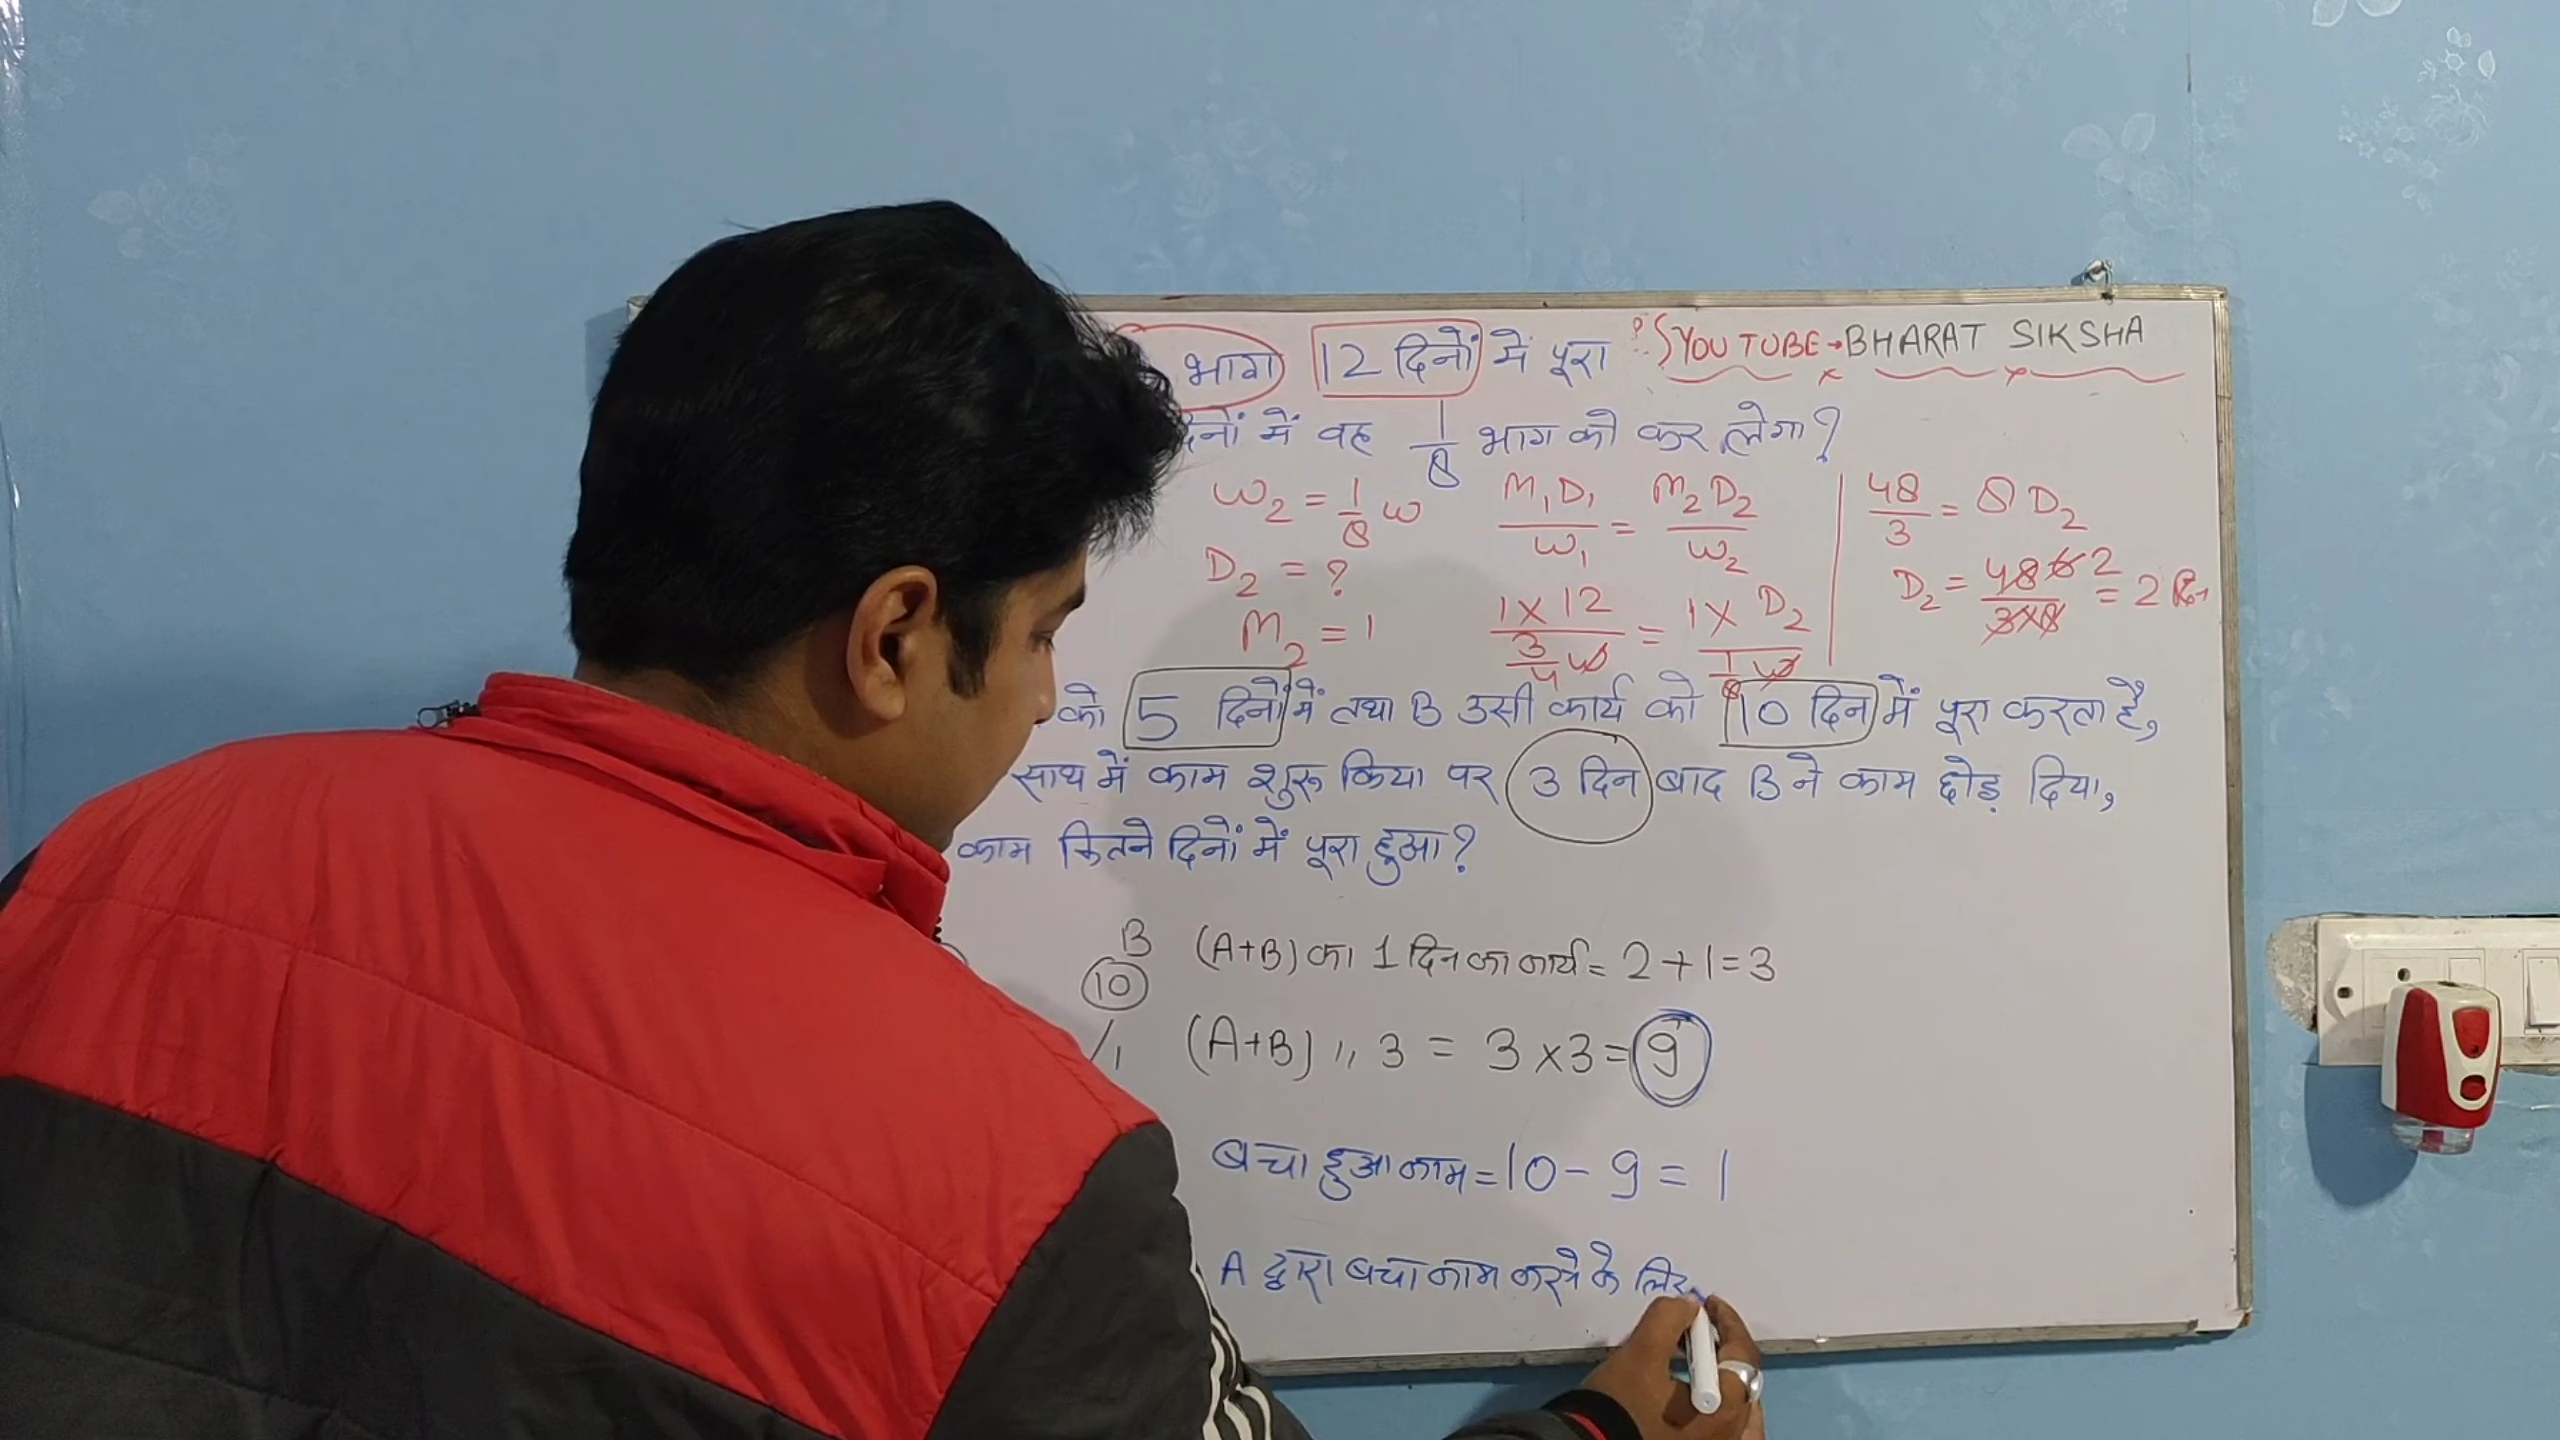 भाग 12 दिनों में पूरा
YOUTUBE → BHARAT SIKSHA
दिनों में वह 1/8 भाग को कर लेगा?
W₂ = 1/8 W
D₂ = ?
M₂ = 1
M₁D₁/W₁ = M₂D₂/W₂
1×12/(3/4 W) = 1×D₂/(1/8 W)
48/3 = 8 D₂
D₂ = 48 6 2/3×8 = 2
को 5 दिनों में तथा B उसी कार्य को 10 दिन में पूरा करता है,
साथ में काम शुरू किया पर 3 दिन बाद B ने काम छोड़ दिया,
काम कितने दिनों में पूरा हुआ?
B
10
1
(A+B) का 1 दिन का कार्य = 2+1=3
(A+B) 〃 3 = 3×3=9
बचा हुआ काम = 10-9 = 1
A द्वारा बचा काम करने के